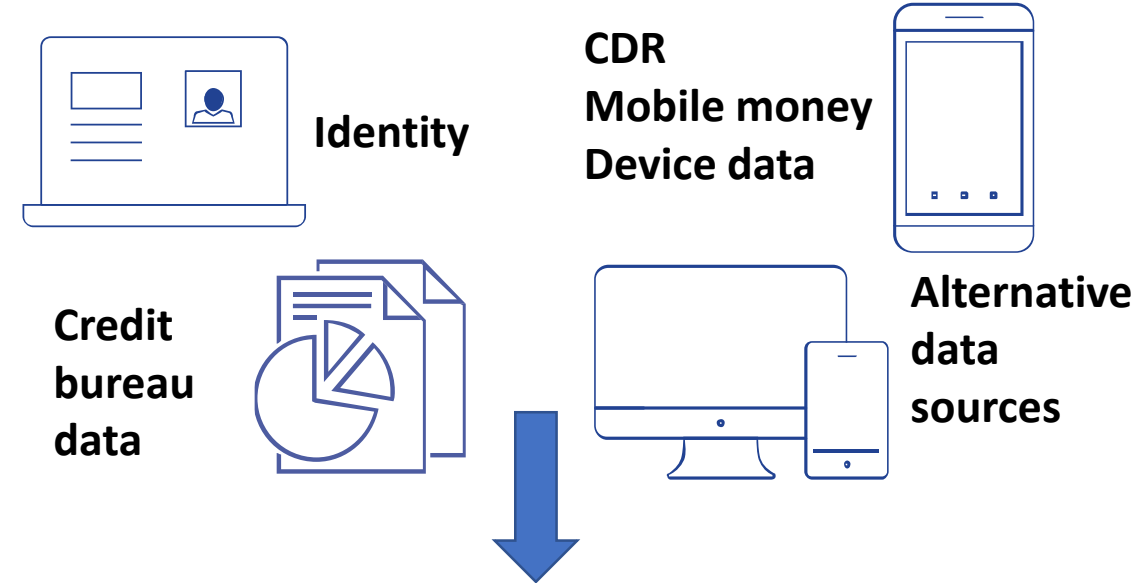 Identity
CDR
Mobile money
Device data
Credit
bureau
data
Alternative
data
sources